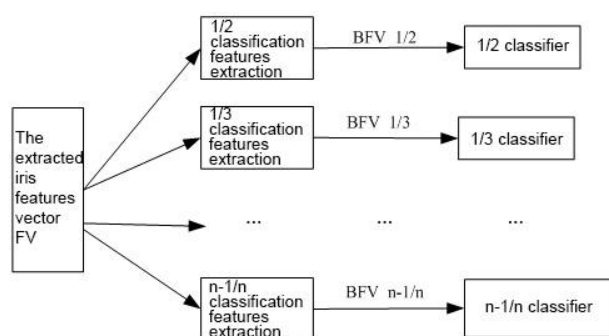 The
extracted
iris
features
vector
FV
1/2
classification
features
extraction
BFV 1/2
1/2 classifier
1/3
classification
features
extraction
BFV 1/3
1/3 classifier
... ... ...
n-1/n
classification
features
extraction
BFV n-1/n
n-1/n classifier